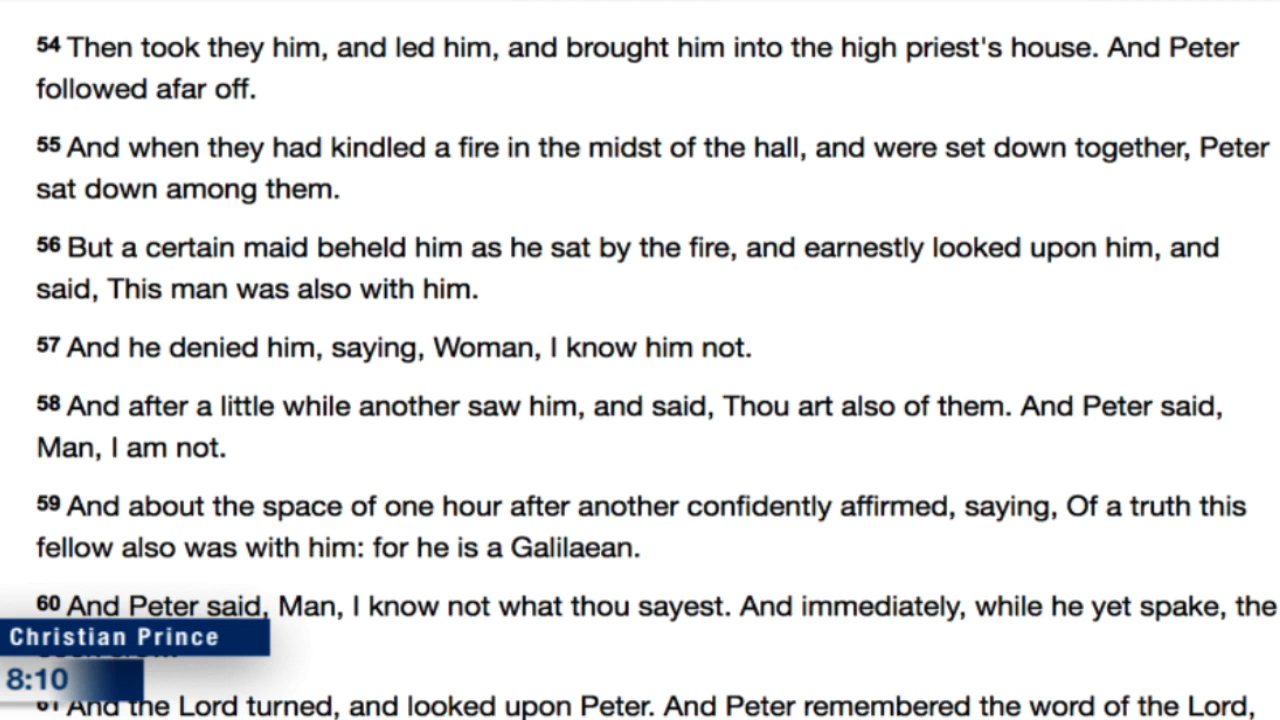 54 Then took they him, and led him, and brought him into the high priest's house. And Peter
followed afar off.
55 And when they had kindled a fire in the midst of the hall, and were set down together, Peter
sat down among them.
56 But a certain maid beheld him as he sat by the fire, and earnestly looked upon him, and
said, This man was also with him.
57 And he denied him, saying, Woman, I know him not.
58 And after a little while another saw him, and said, Thou art also of them. And Peter said,
Man, I am not.
59 And about the space of one hour after another confidently affirmed, saying, Of a truth this
fellow also was with him: for he is a Galilaean.
60 And Peter said, Man, I know not what thou sayest. And immediately, while he yet spake, the
Christian Prince
8:10
61 And the Lord turned, and looked upon Peter. And Peter remembered the word of the Lord,